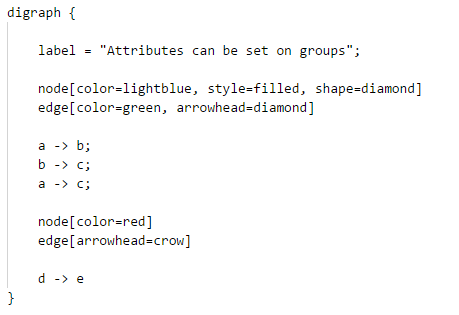 digraph {
label = "Attributes can be set on groups";
node[color=lightblue, style=filled, shape=diamond]
edge[color=green, arrowhead=diamond]
a -> b;
b -> c;
a -> c;
node[color=red]
edge[arrowhead=crow]
d -> e
}